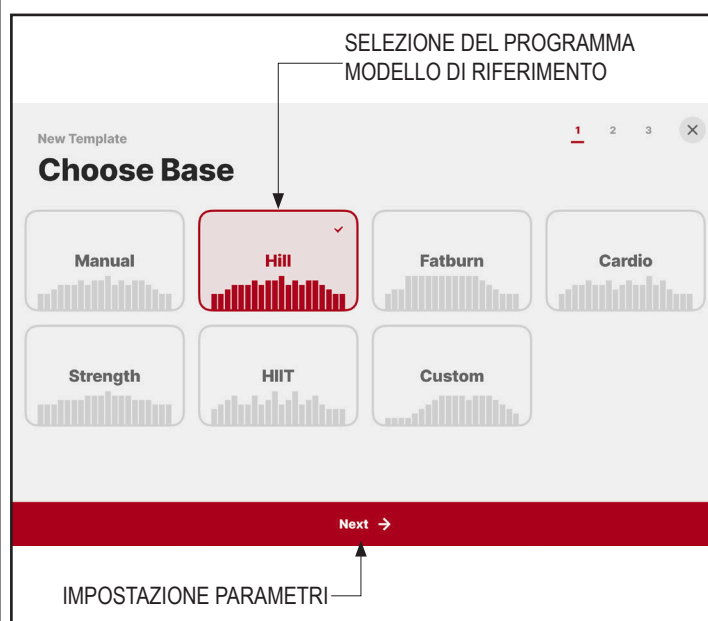 SELEZIONE DEL PROGRAMMA
MODELLO DI RIFERIMENTO
New Template
1 2 3
Choose Base
Manual
Hill
Fatburn
Cardio
Strength
HIIT
Custom
Next
IMPOSTAZIONE PARAMETRI